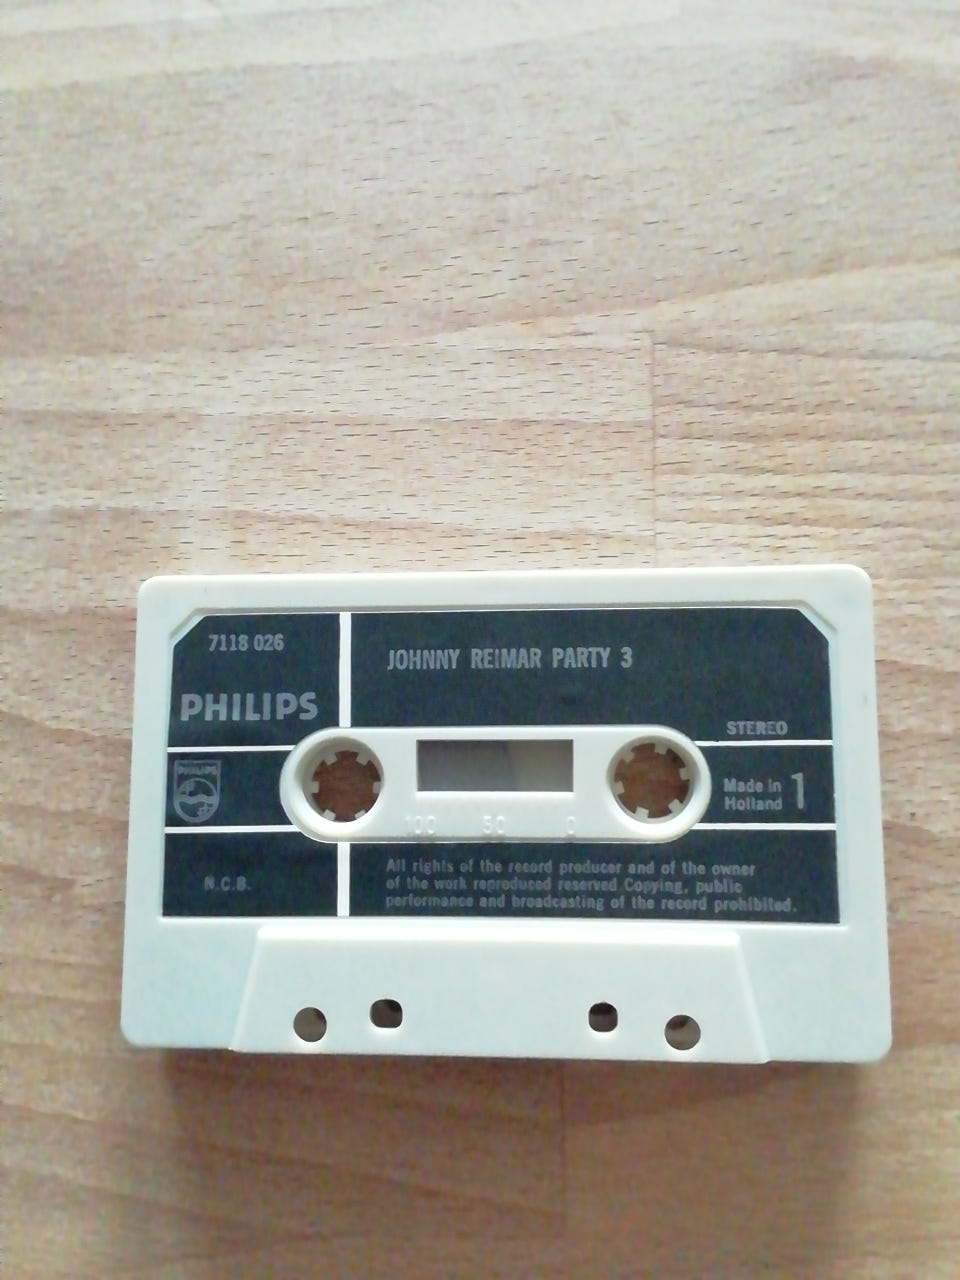 7118 026
JOHNNY REIMAR PARTY 3
PHILIPS
STEREO
PHILIPS
Made in
Holland
1
100 50 0
N.C.B.
All rights of the record producer and of the owner
of the work reproduced reserved.Copying, public
performance and broadcasting of the record prohibited.